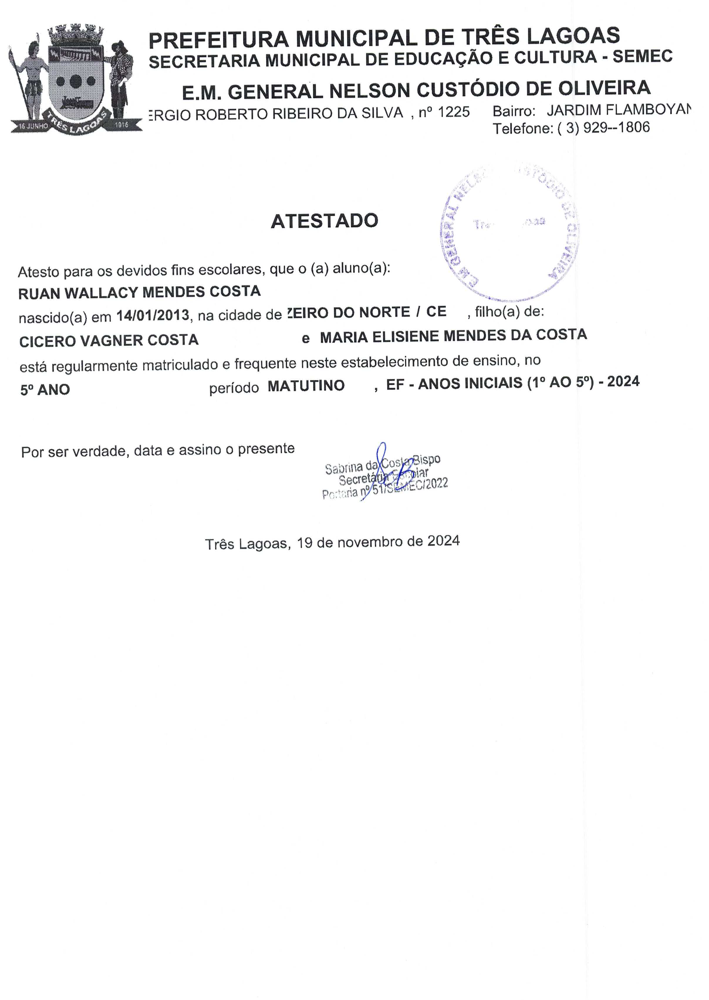 PREFEITURA MUNICIPAL DE TRÊS LAGOAS
SECRETARIA MUNICIPAL DE EDUCAÇÃO E CULTURA - SEMEC
E.M. GENERAL NELSON CUSTÓDIO DE OLIVEIRA
ERGIO ROBERTO RIBEIRO DA SILVA , nº 1225 Bairro: JARDIM FLAMBOYAN
Telefone: ( 3) 929--1806
16 JUNHO TRÊS LAGOAS 1916
E.M GENERAL NELS STÓDIO DE OLIVEIRA
ATESTADO
Atesto para os devidos fins escolares, que o (a) aluno(a):
RUAN WALLACY MENDES COSTA
nascido(a) em 14/01/2013, na cidade de ZEIRO DO NORTE / CE , filho(a) de:
CICERO VAGNER COSTA e MARIA ELISIENE MENDES DA COSTA
está regularmente matriculado e frequente neste estabelecimento de ensino, no
5º ANO período MATUTINO , EF - ANOS INICIAIS (1º AO 5º) - 2024
Por ser verdade, data e assino o presente
Sabrina da Costa Bispo
Secretária Escolar
Portaria nº 51/SEMEC/2022
Três Lagoas, 19 de novembro de 2024